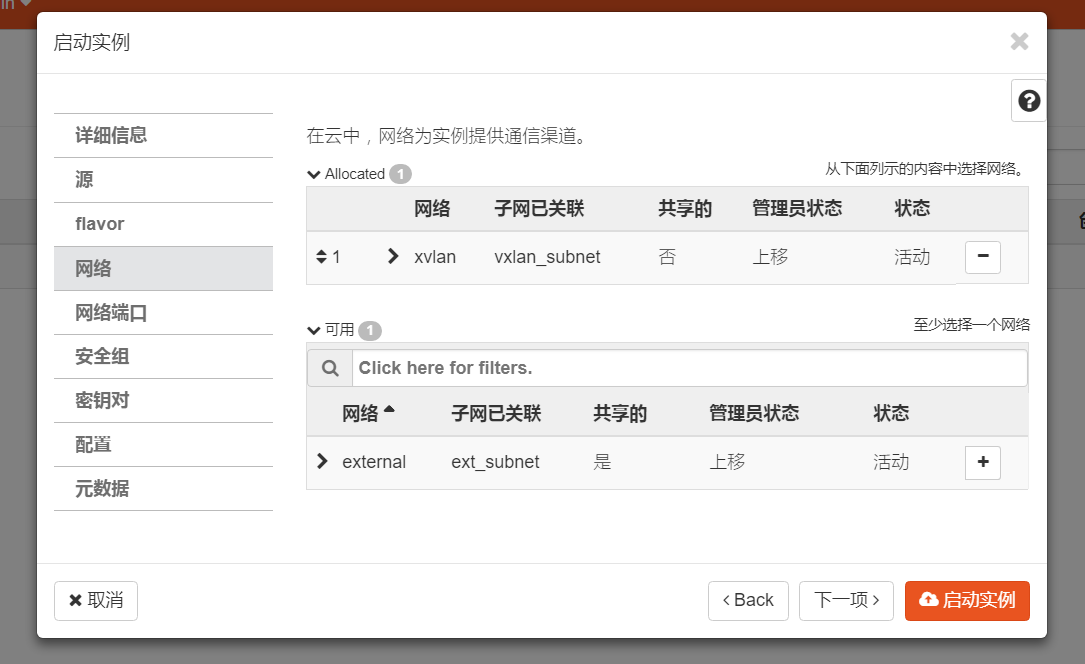 in
启动实例
详细信息
源
flavor
网络
网络端口
安全组
密钥对
配置
元数据
在云中，网络为实例提供通信渠道。
Allocated 1
从下面列示的内容中选择网络。
网络 子网已关联 共享的 管理员状态 状态
1 xvlan vxlan_subnet 否 上移 活动
可用 1
至少选择一个网络
Click here for filters.
网络 子网已关联 共享的 管理员状态 状态
external ext_subnet 是 上移 活动
取消
Back
下一项
启动实例